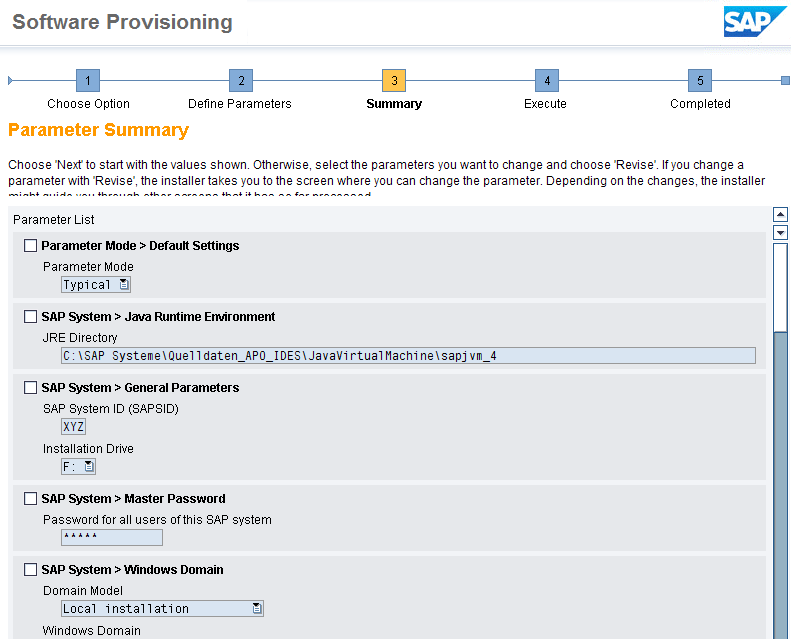 Software Provisioning
SAP
1
2
3
4
5
Choose Option
Define Parameters
Summary
Execute
Completed
Parameter Summary
Choose 'Next' to start with the values shown. Otherwise, select the parameters you want to change and choose 'Revise'. If you change a
parameter with 'Revise', the installer takes you to the screen where you can change the parameter. Depending on the changes, the installer
might guide you through other screens that it has so far processed.
Parameter List
Parameter Mode > Default Settings
Parameter Mode
Typical
SAP System > Java Runtime Environment
JRE Directory
C:\SAP Systeme\Quelldaten_APO_IDES\JavaVirtualMachine\sapjvm_4
SAP System > General Parameters
SAP System ID (SAPSID)
XYZ
Installation Drive
F:
SAP System > Master Password
Password for all users of this SAP system
*****
SAP System > Windows Domain
Domain Model
Local installation
Windows Domain